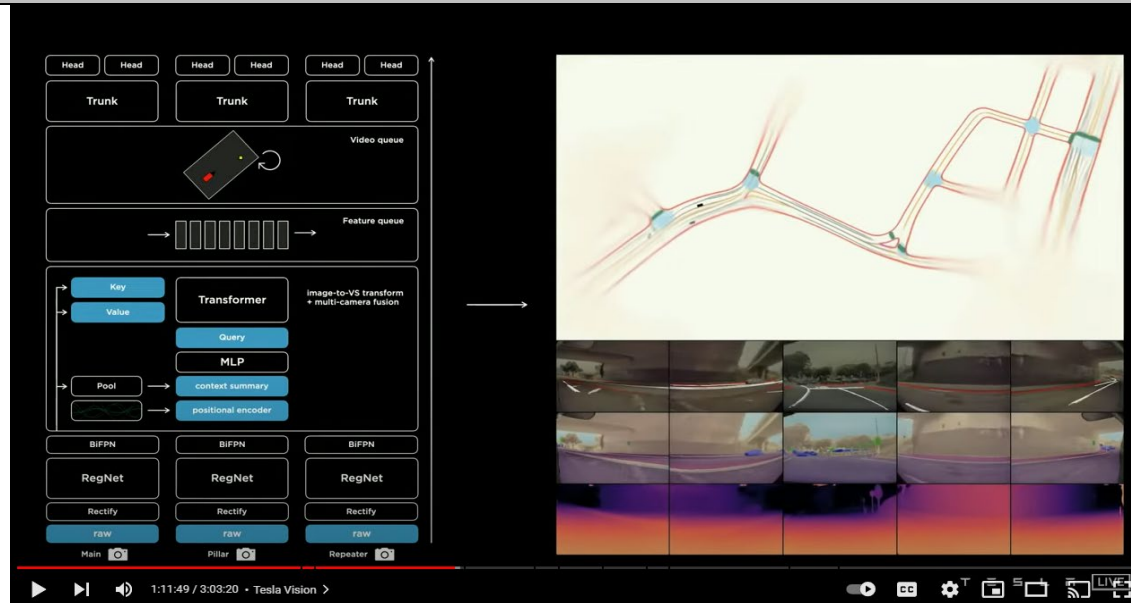 Head Head Head Head Head Head
Trunk Trunk Trunk
Video queue
Feature queue
Key
Value
Transformer
image-to-VS transform
+ multi-camera fusion
Query
MLP
Pool
context summary
positional encoder
BiFPN BiFPN BiFPN
RegNet RegNet RegNet
Rectify Rectify Rectify
raw raw raw
Main Pillar Repeater
1:11:49 / 3:03:20 • Tesla Vision >
CC
T E S L A
LIVE